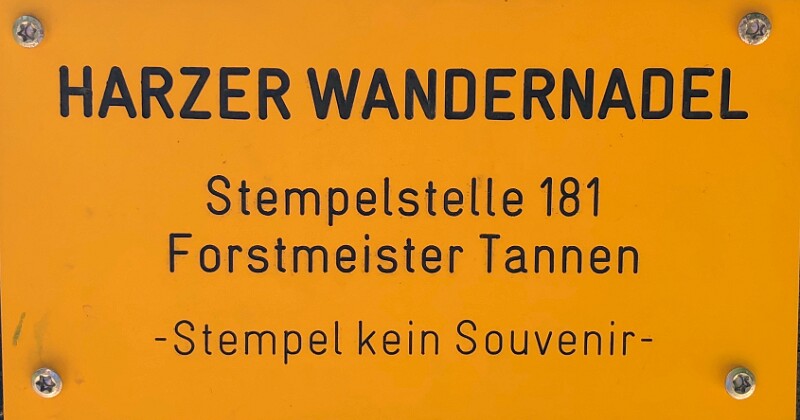 HARZER WANDERNADEL
Stempelstelle 181
Forstmeister Tannen
-Stempel kein Souvenir-